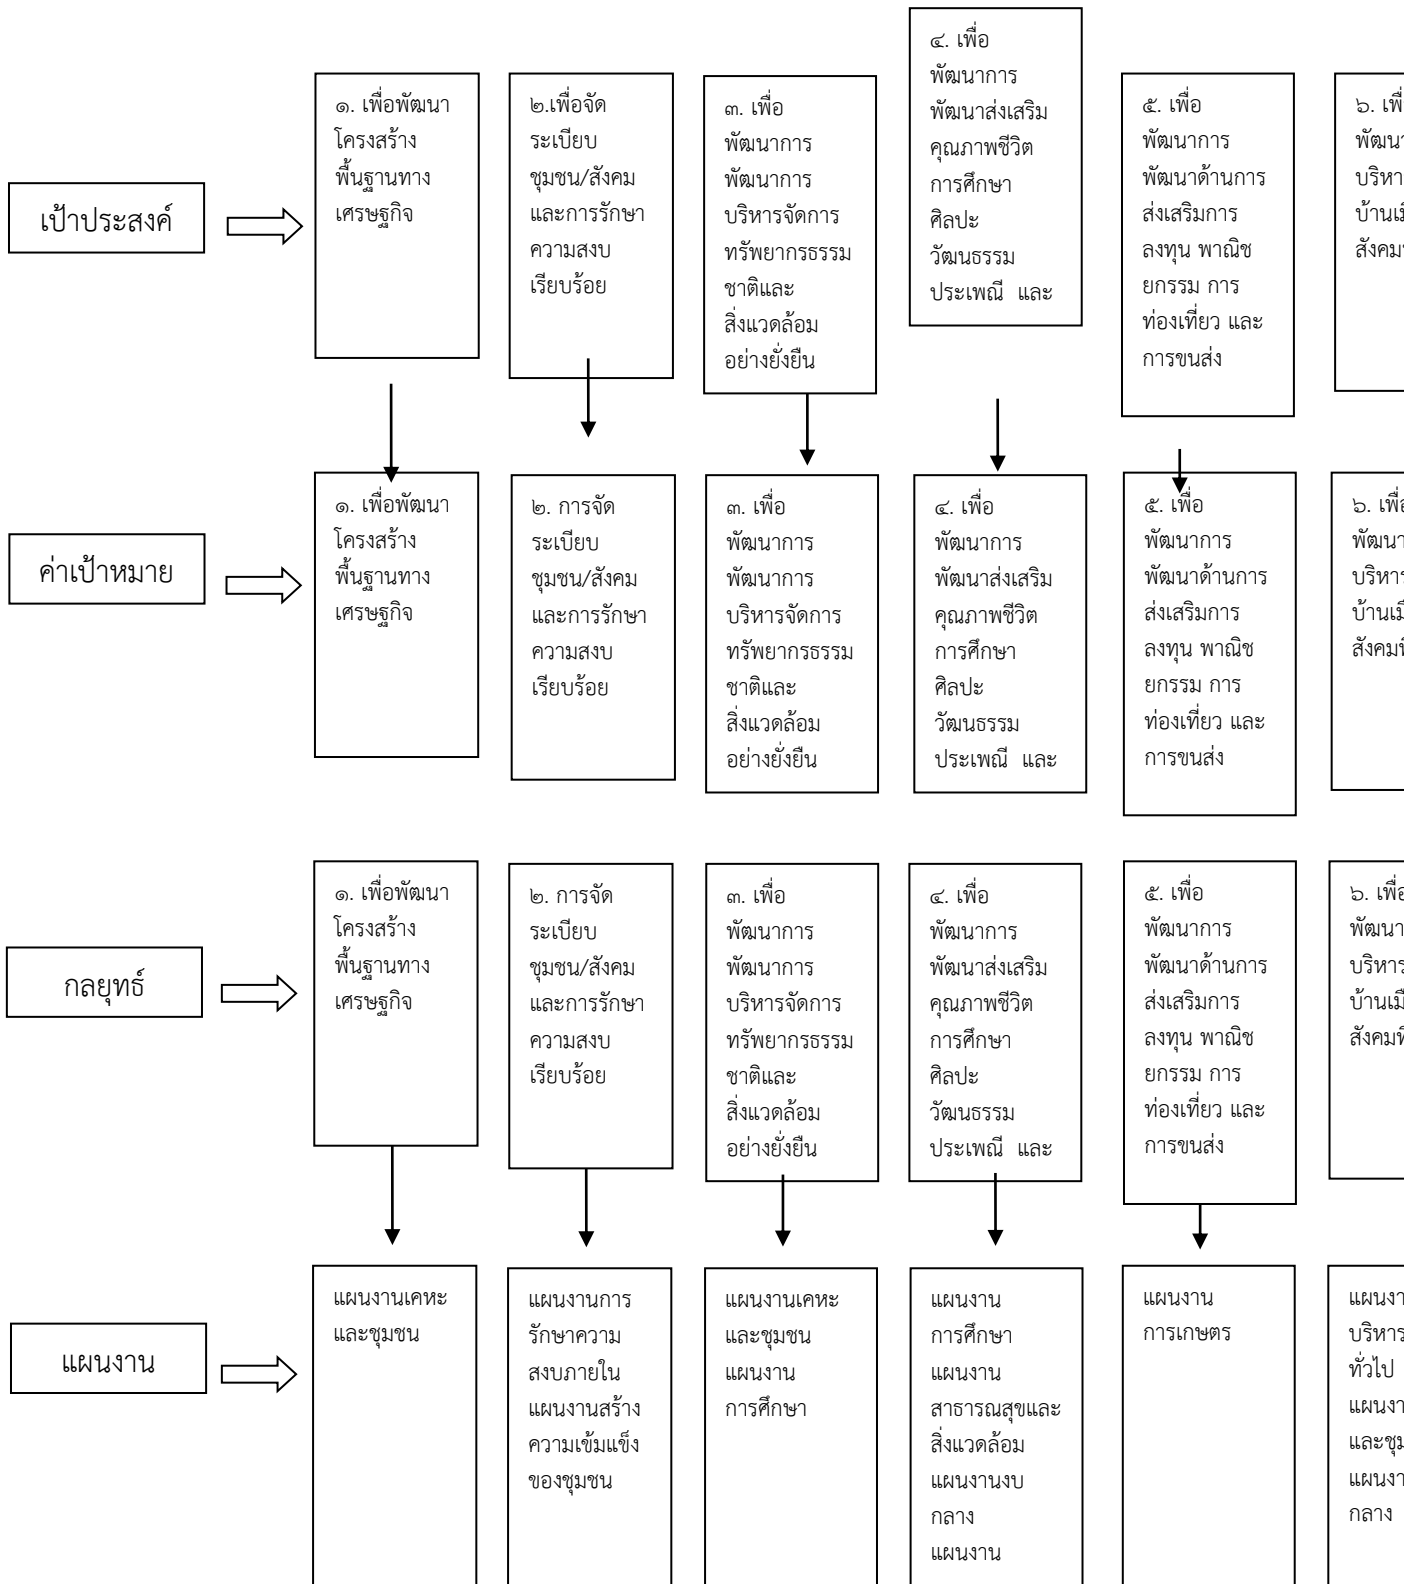 เป้าประสงค์
๑. เพื่อพัฒนา
โครงสร้าง
พื้นฐานทาง
เศรษฐกิจ
๒.เพื่อจัด
ระเบียบ
ชุมชน/สังคม
และการรักษา
ความสงบ
เรียบร้อย
๓. เพื่อ
พัฒนาการ
พัฒนาการ
บริหารจัดการ
ทรัพยากรธรรม
ชาติและ
สิ่งแวดล้อม
อย่างยั่งยืน
๔. เพื่อ
พัฒนาการ
พัฒนาส่งเสริม
คุณภาพชีวิต
การศึกษา
ศิลปะ
วัฒนธรรม
ประเพณี และ
๕. เพื่อ
พัฒนาการ
พัฒนาด้านการ
ส่งเสริมการ
ลงทุน พาณิช
ยกรรม การ
ท่องเที่ยว และ
การขนส่ง
๖.
ค่าเป้าหมาย
๑. เพื่อพัฒนา
โครงสร้าง
พื้นฐานทาง
เศรษฐกิจ
๒. การจัด
ระเบียบ
ชุมชน/สังคม
และการรักษา
ความสงบ
เรียบร้อย
๓. เพื่อ
พัฒนาการ
พัฒนาการ
บริหารจัดการ
ทรัพยากรธรรม
ชาติและ
สิ่งแวดล้อม
อย่างยั่งยืน
๔. เพื่อ
พัฒนาการ
พัฒนาส่งเสริม
คุณภาพชีวิต
การศึกษา
ศิลปะ
วัฒนธรรม
ประเพณี และ
๕. เพื่อ
พัฒนาการ
พัฒนาด้านการ
ส่งเสริมการ
ลงทุน พาณิช
ยกรรม การ
ท่องเที่ยว และ
การขนส่ง
๖.
กลยุทธ์
๑. เพื่อพัฒนา
โครงสร้าง
พื้นฐานทาง
เศรษฐกิจ
๒. การจัด
ระเบียบ
ชุมชน/สังคม
และการรักษา
ความสงบ
เรียบร้อย
๓. เพื่อ
พัฒนาการ
พัฒนาการ
บริหารจัดการ
ทรัพยากรธรรม
ชาติและ
สิ่งแวดล้อม
อย่างยั่งยืน
๔. เพื่อ
พัฒนาการ
พัฒนาส่งเสริม
คุณภาพชีวิต
การศึกษา
ศิลปะ
วัฒนธรรม
ประเพณี และ
๕. เพื่อ
พัฒนาการ
พัฒนาด้านการ
ส่งเสริมการ
ลงทุน พาณิช
ยกรรม การ
ท่องเที่ยว และ
การขนส่ง
๖.
แผนงาน
แผนงานเคหะ
และชุมชน
แผนงานการ
รักษาความ
สงบภายใน
แผนงานสร้าง
ความเข้มแข็ง
ของชุมชน
แผนงานเคหะ
และชุมชน
แผนงาน
การศึกษา
แผนงาน
การศึกษา
แผนงาน
สาธารณสุขและ
สิ่งแวดล้อม
แผนงานงบ
กลาง
แผนงาน
แผนงาน
การเกษตร
ทั่วไป
กลาง